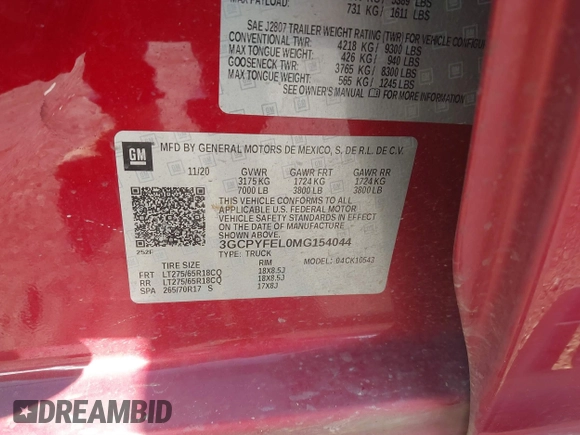 731 KG/ 1611 LBS
SAE J2807 TRAILER WEIGHT RATING (TWR) FOR VEHICLE CONFIGUR
CONVENTIONAL TWR: 4218 KG/ 9300 LBS
MAX TONGUE WT: 426 KG/ 940 LBS
GOOSENECK TWR: 3765 KG/ 8300 LBS
MAX TONGUE WT: 565 KG/ 1245 LBS
SEE OWNER'S MANUAL FOR MORE INFORMATION
GM
MFD BY GENERAL MOTORS DE MEXICO, S. DE R.L. DE C.V.
11/20 GVWR GAWR FRT GAWR RR
3175 KG 1724 KG 1724 KG
7000 LB 3800 LB 3800 LB
THIS VEHICLE CONFORMS TO ALL
APPLICABLE U.S. FEDERAL MOTOR
VEHICLE SAFETY STANDARDS IN EFFECT
ON THE DATE OF MANUFACTURE
SHOWN ABOVE.
3GCPYFEL0MG154044
TYPE: TRUCK
MODEL: 04CK10543
TIRE SIZE RIM
FRT LT275/65R18CQ 18X8.5J
RR LT275/65R18CQ 18X8.5J
SPA 265/70R17 S 17X8J
DREAMBID